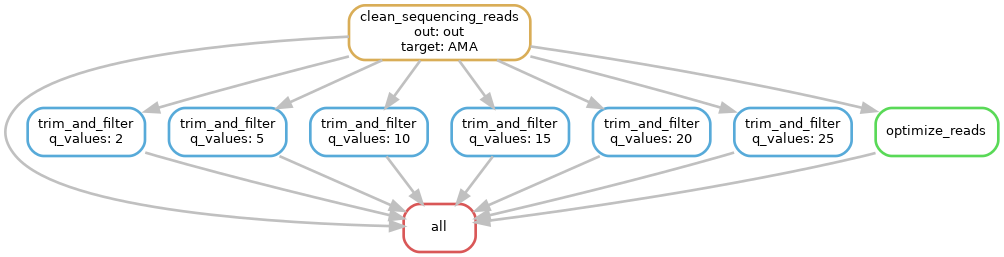 clean_sequencing_reads
out: out
target: AMA
trim_and_filter
q_values: 2
trim_and_filter
q_values: 5
trim_and_filter
q_values: 10
trim_and_filter
q_values: 15
trim_and_filter
q_values: 20
trim_and_filter
q_values: 25
optimize_reads
all